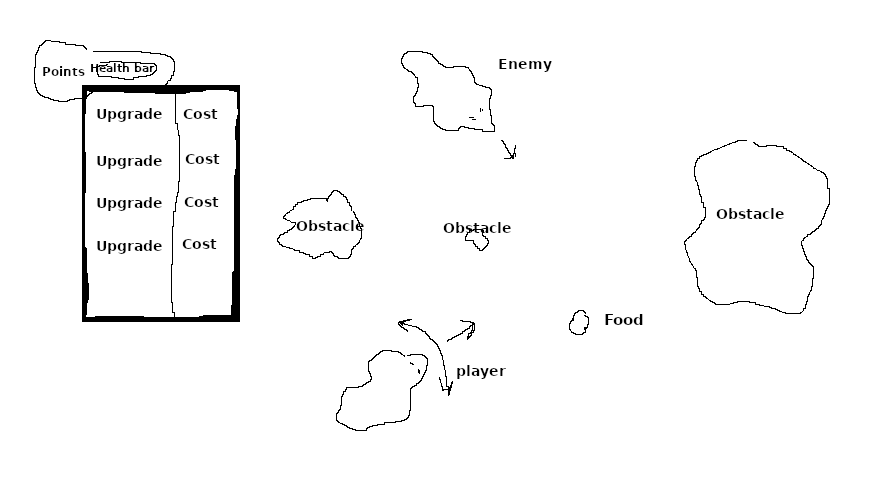 Points
Health bar
Upgrade Cost
Upgrade Cost
Upgrade Cost
Upgrade Cost
Enemy
Obstacle
Obstacle
Obstacle
Food
player